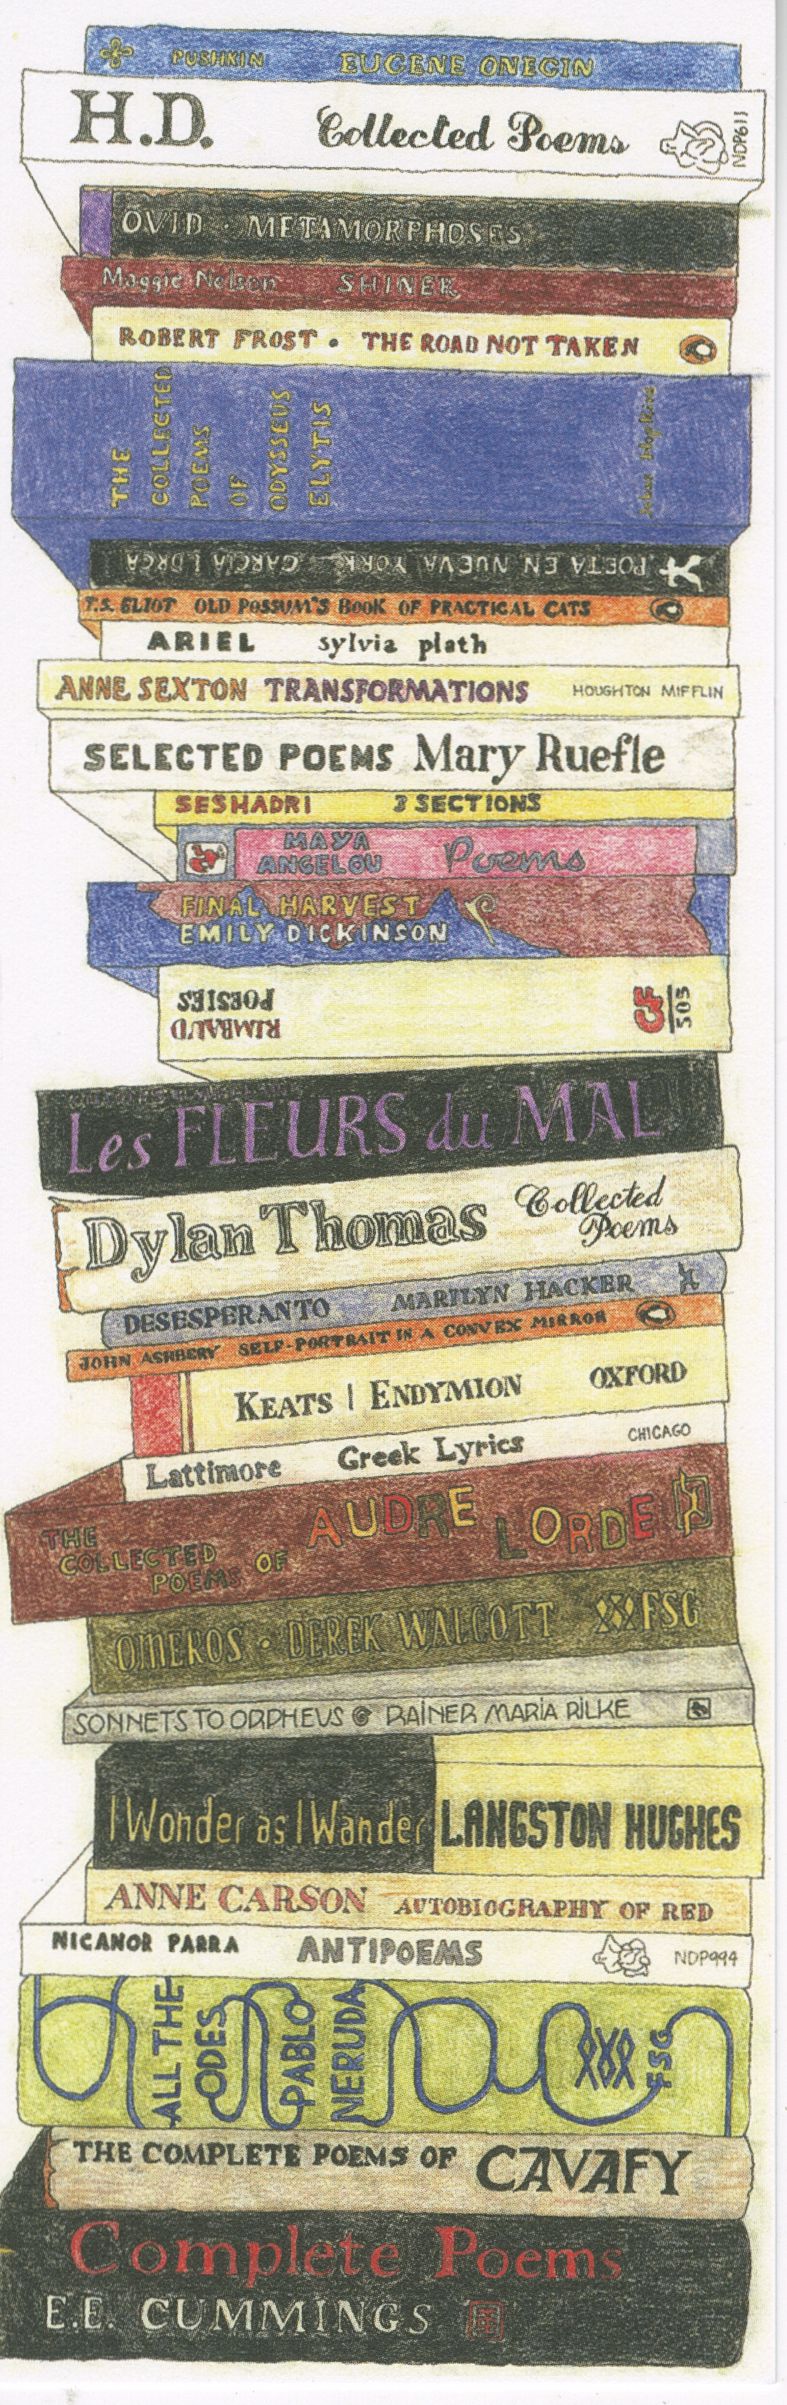 PUSHKIN EUGENE ONEGIN
H.D. Collected Poems NDP611
OVID · METAMORPHOSES
Maggie Nelson SHINER
ROBERT FROST • THE ROAD NOT TAKEN
THE
COLLECTED
POEMS
OF
ODYSSEUS
ELYTIS
Johns Hopkins
POETA EN NUEVA YORK GARCÍA LORCA
T.S. ELIOT OLD POSSUM'S BOOK OF PRACTICAL CATS
ARIEL sylvia plath
ANNE SEXTON TRANSFORMATIONS HOUGHTON MIFFLIN
SELECTED POEMS Mary Ruefle
SESHADRI 3 SECTIONS
MAYA
ANGELOU Poems
FINAL HARVEST
EMILY DICKINSON
RIMBAUD
POESIES
GF
505
Les FLEURS du MAL
Dylan Thomas Collected
Poems
DESESPERANTO MARILYN HACKER
JOHN ASHBERY SELF-PORTRAIT IN A CONVEX MIRROR
KEATS | ENDYMION OXFORD
Lattimore Greek Lyrics CHICAGO
THE
COLLECTED
POEMS OF AUDRE LORDE
OMEROS · DEREK WALCOTT FSG
SONNETS TO ORPHEUS @ RAINER MARIA RILKE
I Wonder as I Wander LANGSTON HUGHES
ANNE CARSON AUTOBIOGRAPHY OF RED
NICANOR PARRA ANTIPOEMS NDP994
ALL THE
ODES
PABLO
NERUDA
FSG
THE COMPLETE POEMS OF CAVAFY
Complete Poems
E.E. CUMMINGS